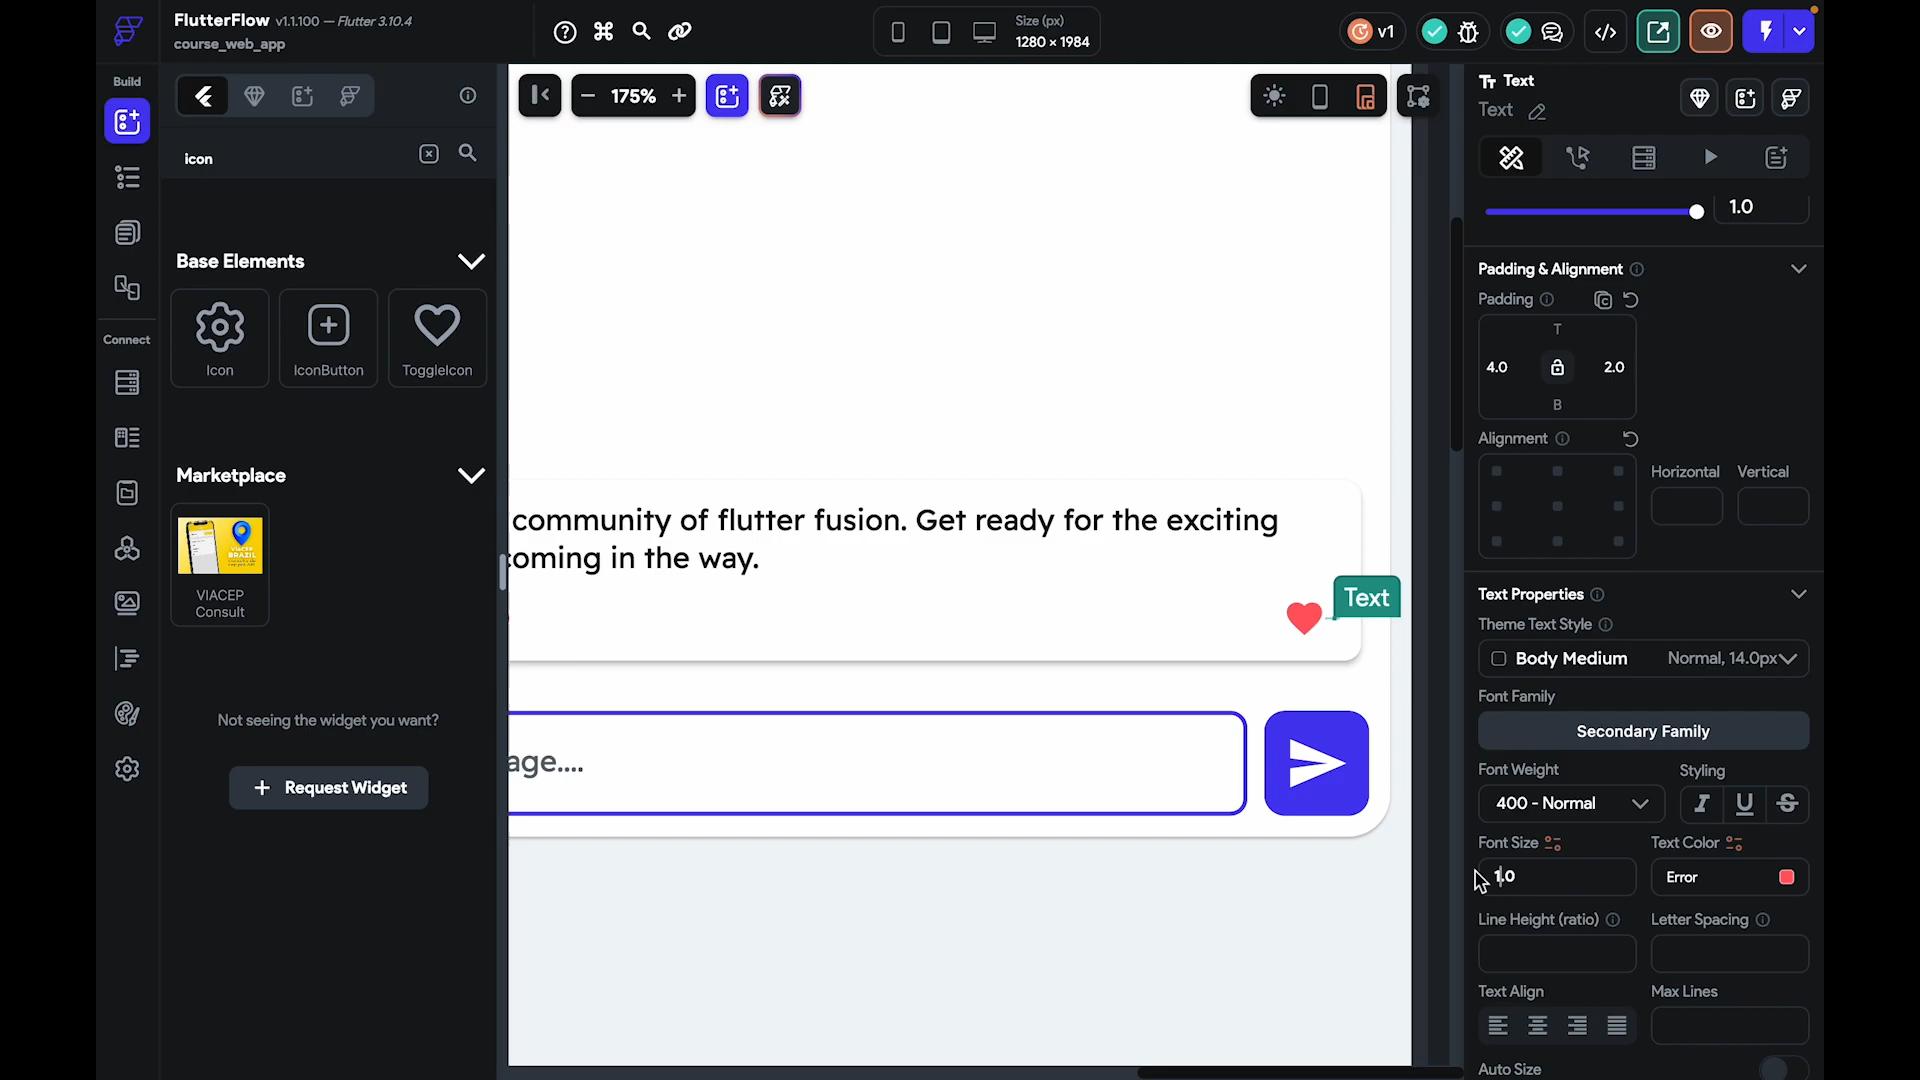 FlutterFlow v1.1.100 — Flutter 3.10.4
course_web_app
Size (px)
1280 × 1984
v1
Build
Connect
icon
Base Elements
Icon
IconButton
ToggleIcon
Marketplace
VIACEP
BRAZIL
VIACEP
Consult
Not seeing the widget you want?
+ Request Widget
175%
community of flutter fusion. Get ready for the exciting
coming in the way.
Text
age....
Text
Text
1.0
Padding & Alignment
Padding
T
4.0
2.0
B
Alignment
Horizontal
Vertical
Text Properties
Theme Text Style
Body Medium Normal, 14.0px
Font Family
Secondary Family
Font Weight
Styling
400 - Normal
Font Size
Text Color
1.0
Error
Line Height (ratio)
Letter Spacing
Text Align
Max Lines
Auto Size